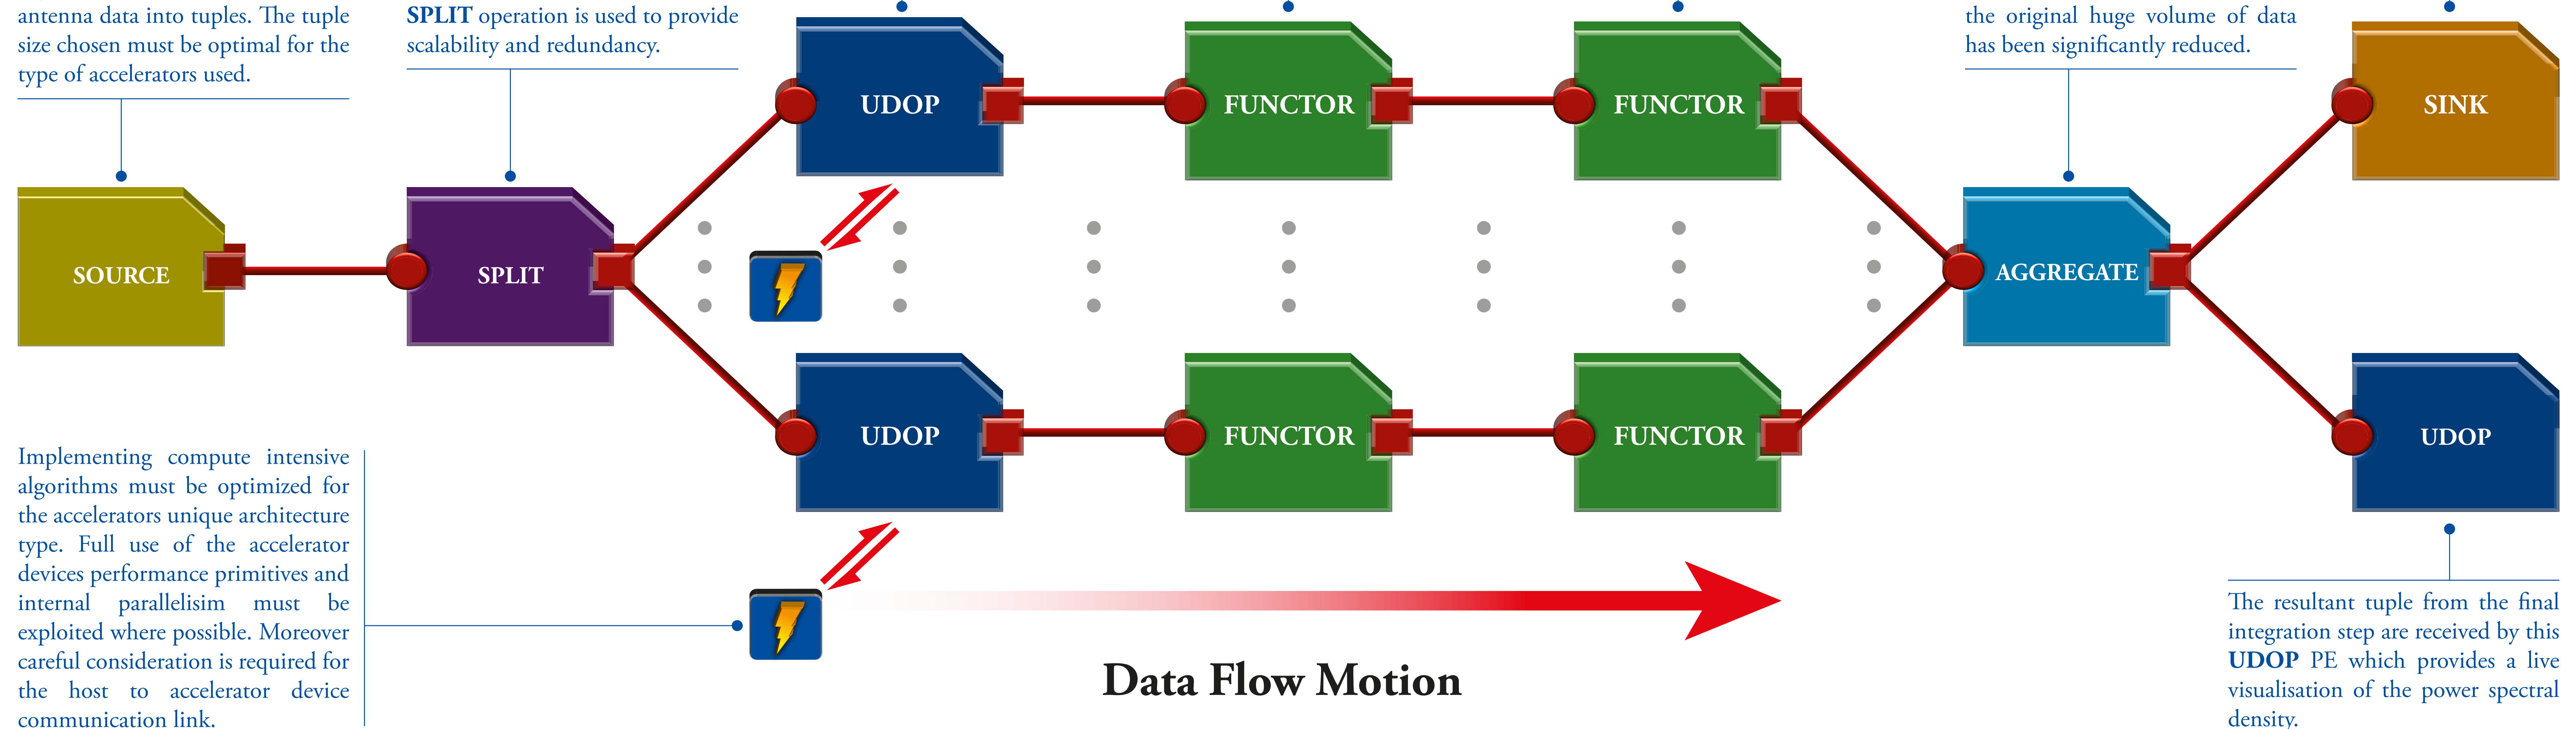 antenna data into tuples. The tuple
size chosen must be optimal for the
type of accelerators used.
SPLIT operation is used to provide
scalability and redundancy.
the original huge volume of data
has been significantly reduced.
UDOP
FUNCTOR
FUNCTOR
SINK
SOURCE
SPLIT
AGGREGATE
UDOP
FUNCTOR
FUNCTOR
UDOP
Implementing compute intensive
algorithms must be optimized for
the accelerators unique architecture
type. Full use of the accelerator
devices performance primitives and
internal parallelisim must be
exploited where possible. Moreover
careful consideration is required for
the host to accelerator device
communication link.
Data Flow Motion
The resultant tuple from the final
integration step are received by this
UDOP PE which provides a live
visualisation of the power spectral
density.